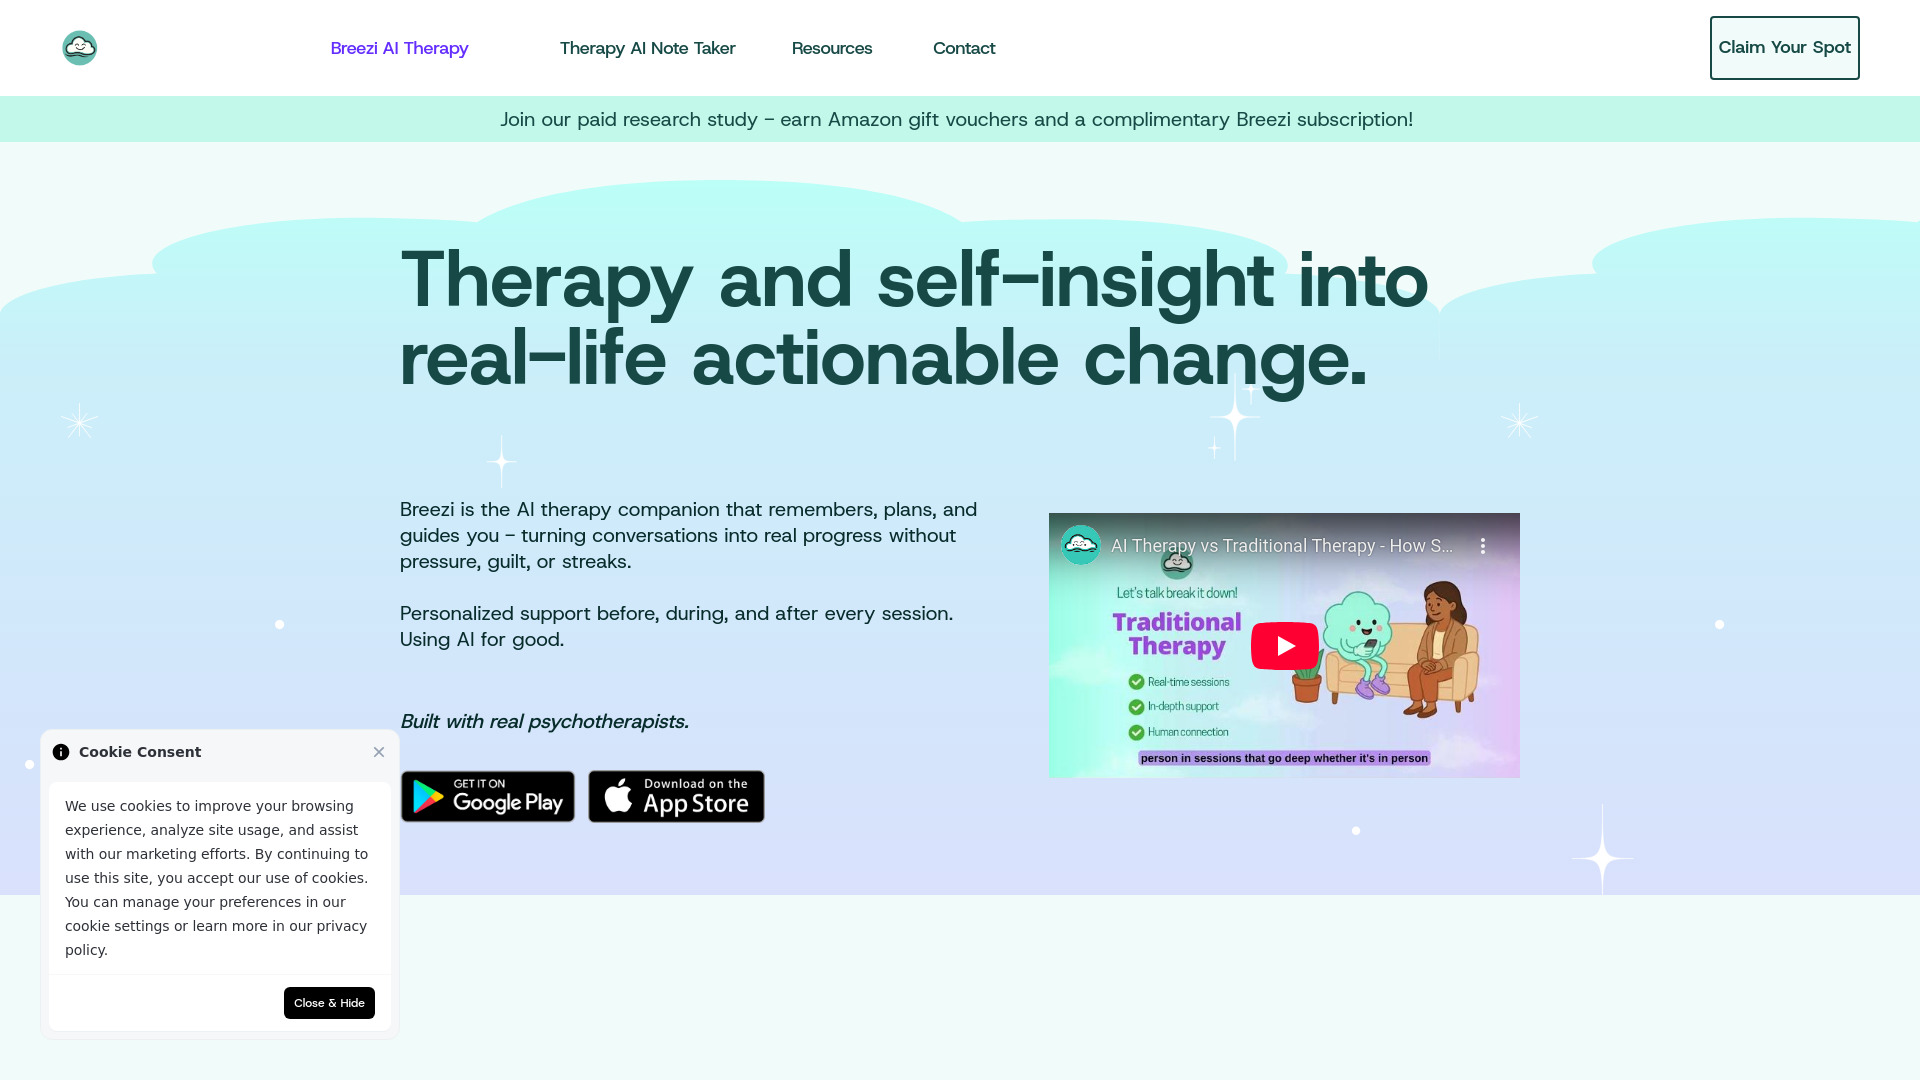 Breezi AI Therapy
Therapy AI Note Taker
Resources
Contact
Claim Your Spot
Join our paid research study - earn Amazon gift vouchers and a complimentary Breezi subscription!
Therapy and self-insight into
real-life actionable change.
Breezi is the AI therapy companion that remembers, plans, and
guides you - turning conversations into real progress without
pressure, guilt, or streaks.
Personalized support before, during, and after every session.
Using AI for good.
Built with real psychotherapists.
GET IT ON
Google Play
Download on the
App Store
AI Therapy vs Traditional Therapy - How S...
Let's talk break it down!
Traditional
Therapy
Real-time sessions
In-depth support
Human connection
person in sessions that go deep whether it's in person
Cookie Consent
We use cookies to improve your browsing
experience, analyze site usage, and assist
with our marketing efforts. By continuing to
use this site, you accept our use of cookies.
You can manage your preferences in our
cookie settings or learn more in our privacy
policy.
Close & Hide